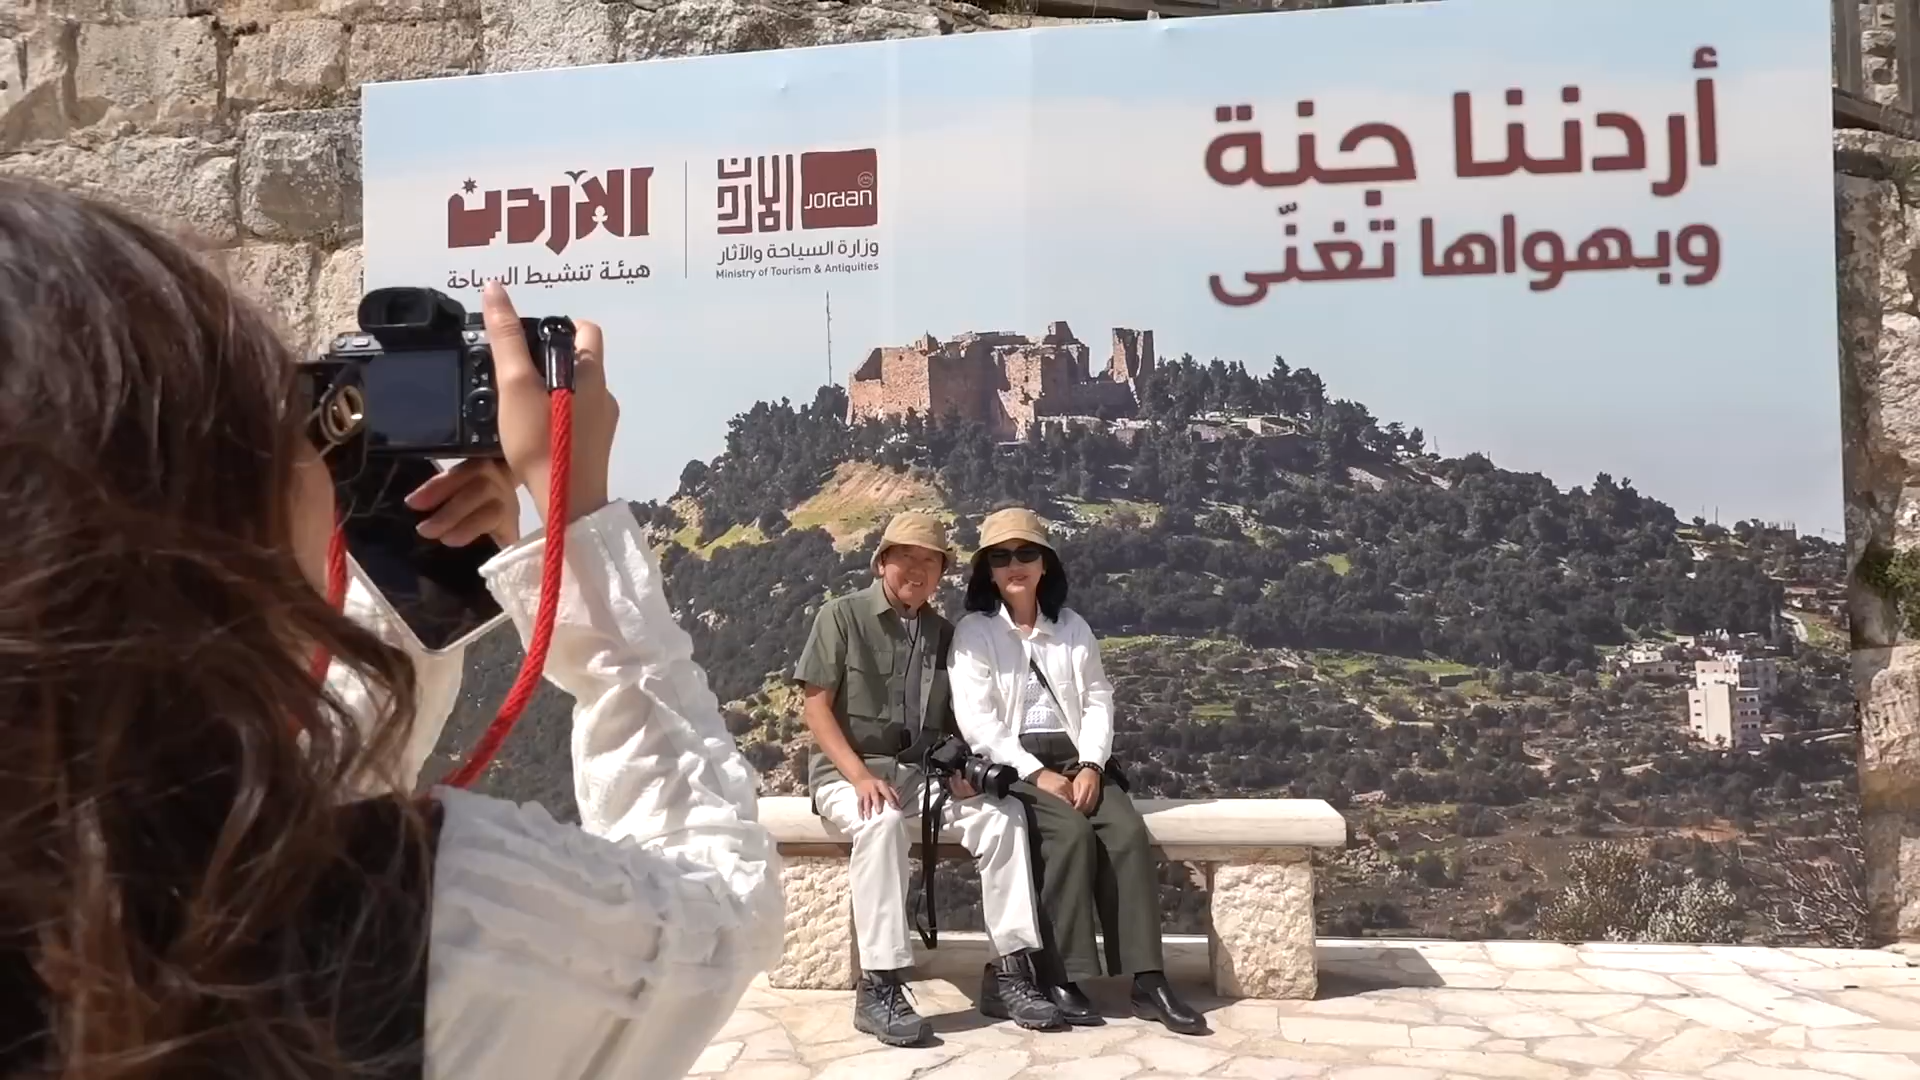 أردننا جنة
وبهواها تغنّى
الأردن
Jordan
وزارة السياحة والآثار
Ministry of Tourism & Antiquities
الأردن
هيئة تنشيط السياحة